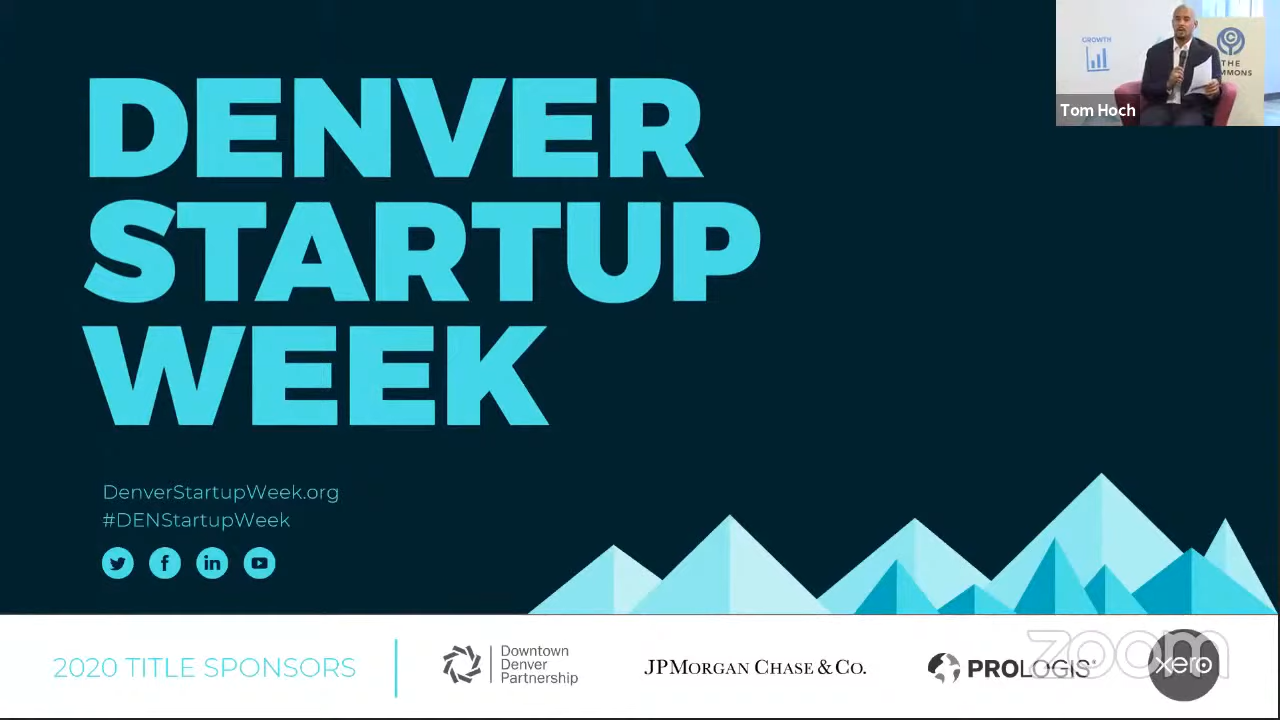 DENVER
STARTUP
WEEK
GROWTH
THE
MMONS
Tom Hoch
DenverStartupWeek.org
#DENStartupWeek
2020 TITLE SPONSORS
Downtown
Denver
Partnership
JPMORGAN CHASE & CO.
PROLOGIS
zoom
xero